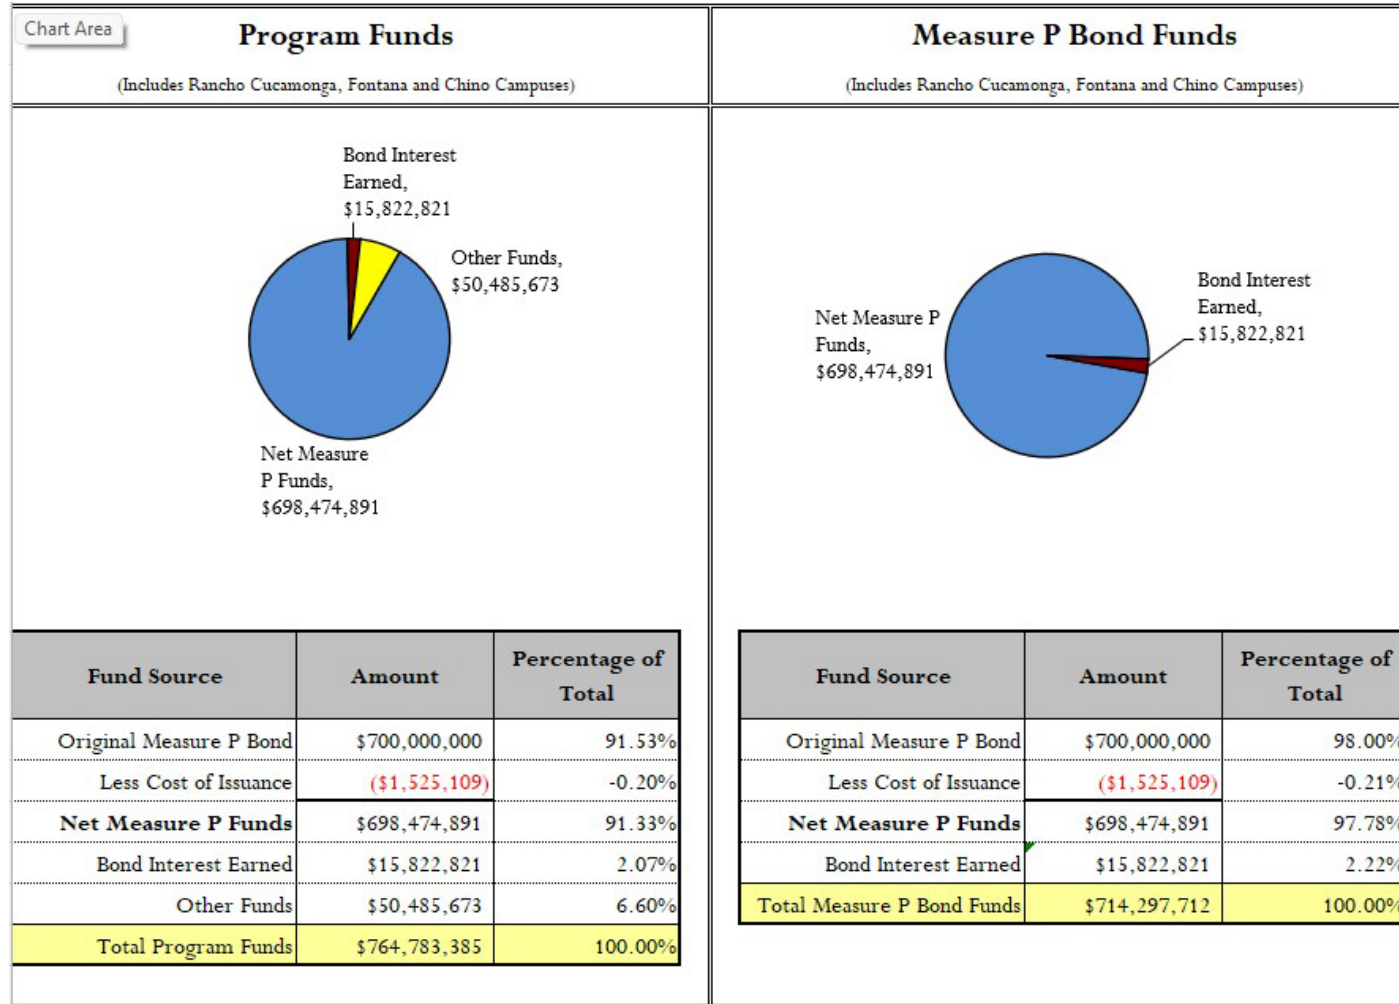 Chart Area
Program Funds
(Includes Rancho Cucamonga, Fontana and Chino Campuses)
Bond Interest
Earned,
$15,822,821
Other Funds,
$50,485,673
Net Measure
P Funds,
$698,474,891
Fund Source Amount Percentage of Total
Original Measure P Bond $700,000,000 91.53%
Less Cost of Issuance ($1,525,109) -0.20%
Net Measure P Funds $698,474,891 91.33%
Bond Interest Earned $15,822,821 2.07%
Other Funds $50,485,673 6.60%
Total Program Funds $764,783,385 100.00%
Measure P Bond Funds
(Includes Rancho Cucamonga, Fontana and Chino Campuses)
Net Measure P
Funds,
$698,474,891
Bond Interest
Earned,
$15,822,821
Fund Source Amount Percentage of Total
Original Measure P Bond $700,000,000 98.00%
Less Cost of Issuance ($1,525,109) -0.21%
Net Measure P Funds $698,474,891 97.78%
Bond Interest Earned $15,822,821 2.22%
Total Measure P Bond Funds $714,297,712 100.00%